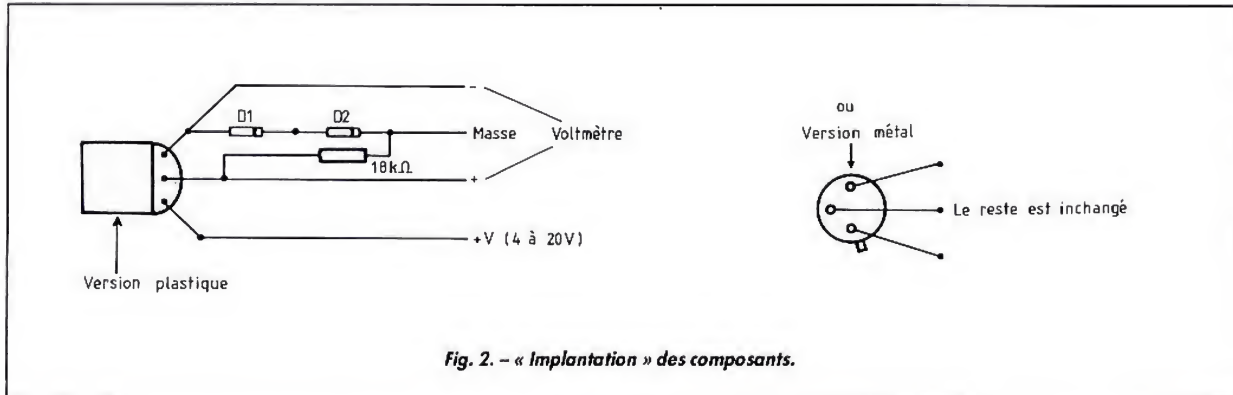 −
D1
D2
Masse
Voltmètre
18kΩ
+
+V (4 à 20V)
Version plastique
ou
Version métal
Le reste est inchangé
Fig. 2. – « Implantation » des composants.